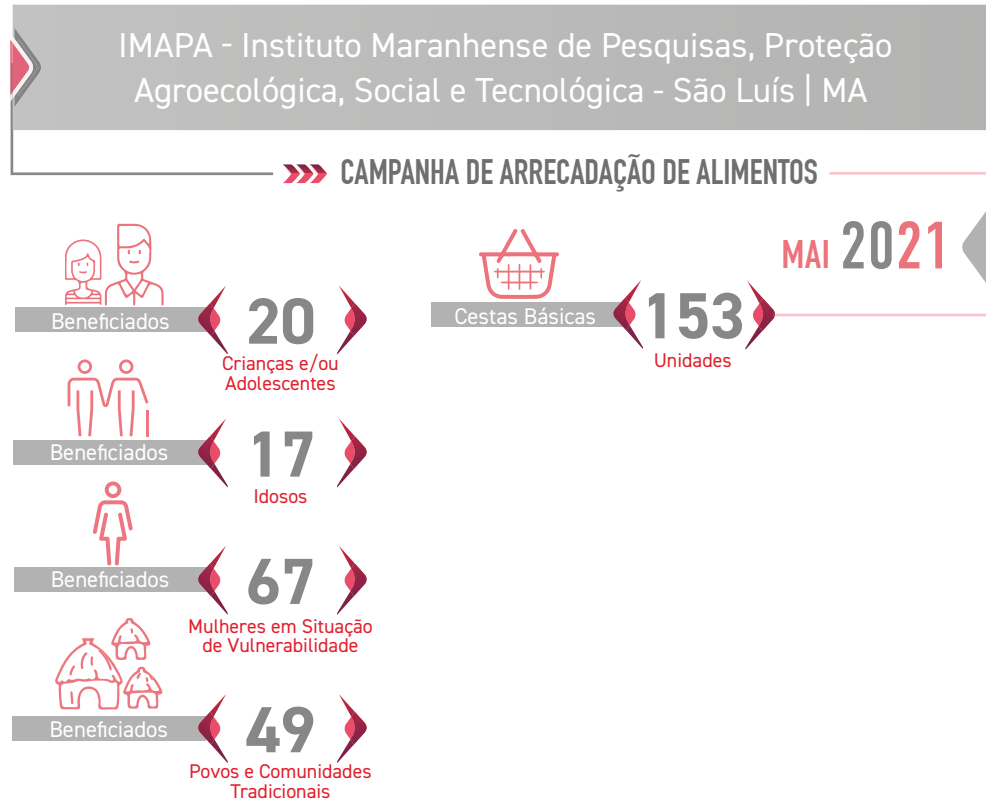 IMAPA - Instituto Maranhense de Pesquisas, Proteção
Agroecológica, Social e Tecnológica - São Luís | MA
CAMPANHA DE ARRECADAÇÃO DE ALIMENTOS
MAI 2021
Beneficiados
20
Crianças e/ou
Adolescentes
Cestas Básicas
153
Unidades
Beneficiados
17
Idosos
Beneficiados
67
Mulheres em Situação
de Vulnerabilidade
Beneficiados
49
Povos e Comunidades
Tradicionais